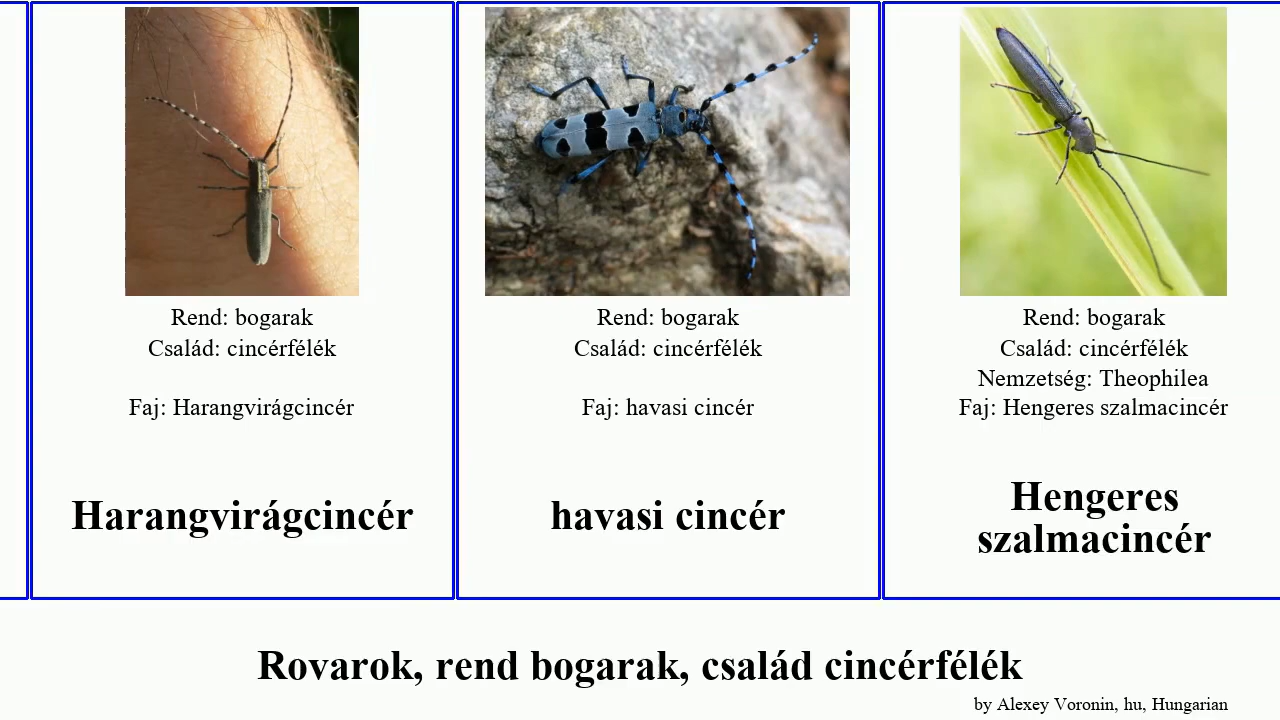 Rend: bogarak
Család: cincérfélék
Faj: Harangvirágcincér
Harangvirágcincér
Rend: bogarak
Család: cincérfélék
Faj: havasi cincér
havasi cincér
Rend: bogarak
Család: cincérfélék
Nemzetség: Theophilea
Faj: Hengeres szalmacincér
Hengeres
szalmacincér
Rovarok, rend bogarak, család cincérfélék
by Alexey Voronin, hu, Hungarian